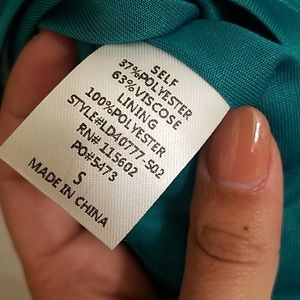 SELF
37%POLYESTER
63%VISCOSE
LINING
100%POLYESTER
STYLE#LD40777-S02
RN# 115602
PO#5473
S
MADE IN CHINA